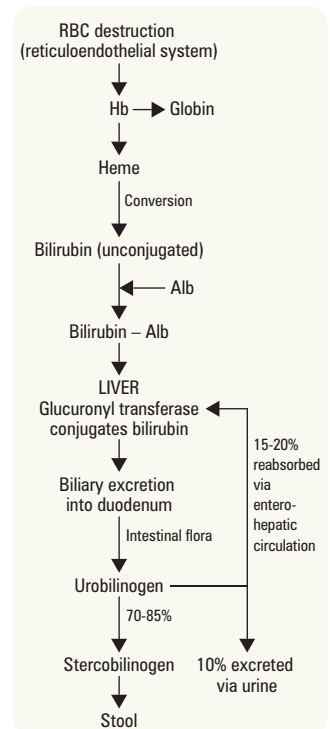 RBC destruction
(reticuloendothelial system)
Hb
Globin
Heme
Conversion
Bilirubin (unconjugated)
Alb
Bilirubin – Alb
LIVER
Glucuronyl transferase
conjugates bilirubin
15-20%
reabsorbed
via
entero-
hepatic
circulation
Biliary excretion
into duodenum
Intestinal flora
Urobilinogen
70-85%
Stercobilinogen
10% excreted
via urine
Stool